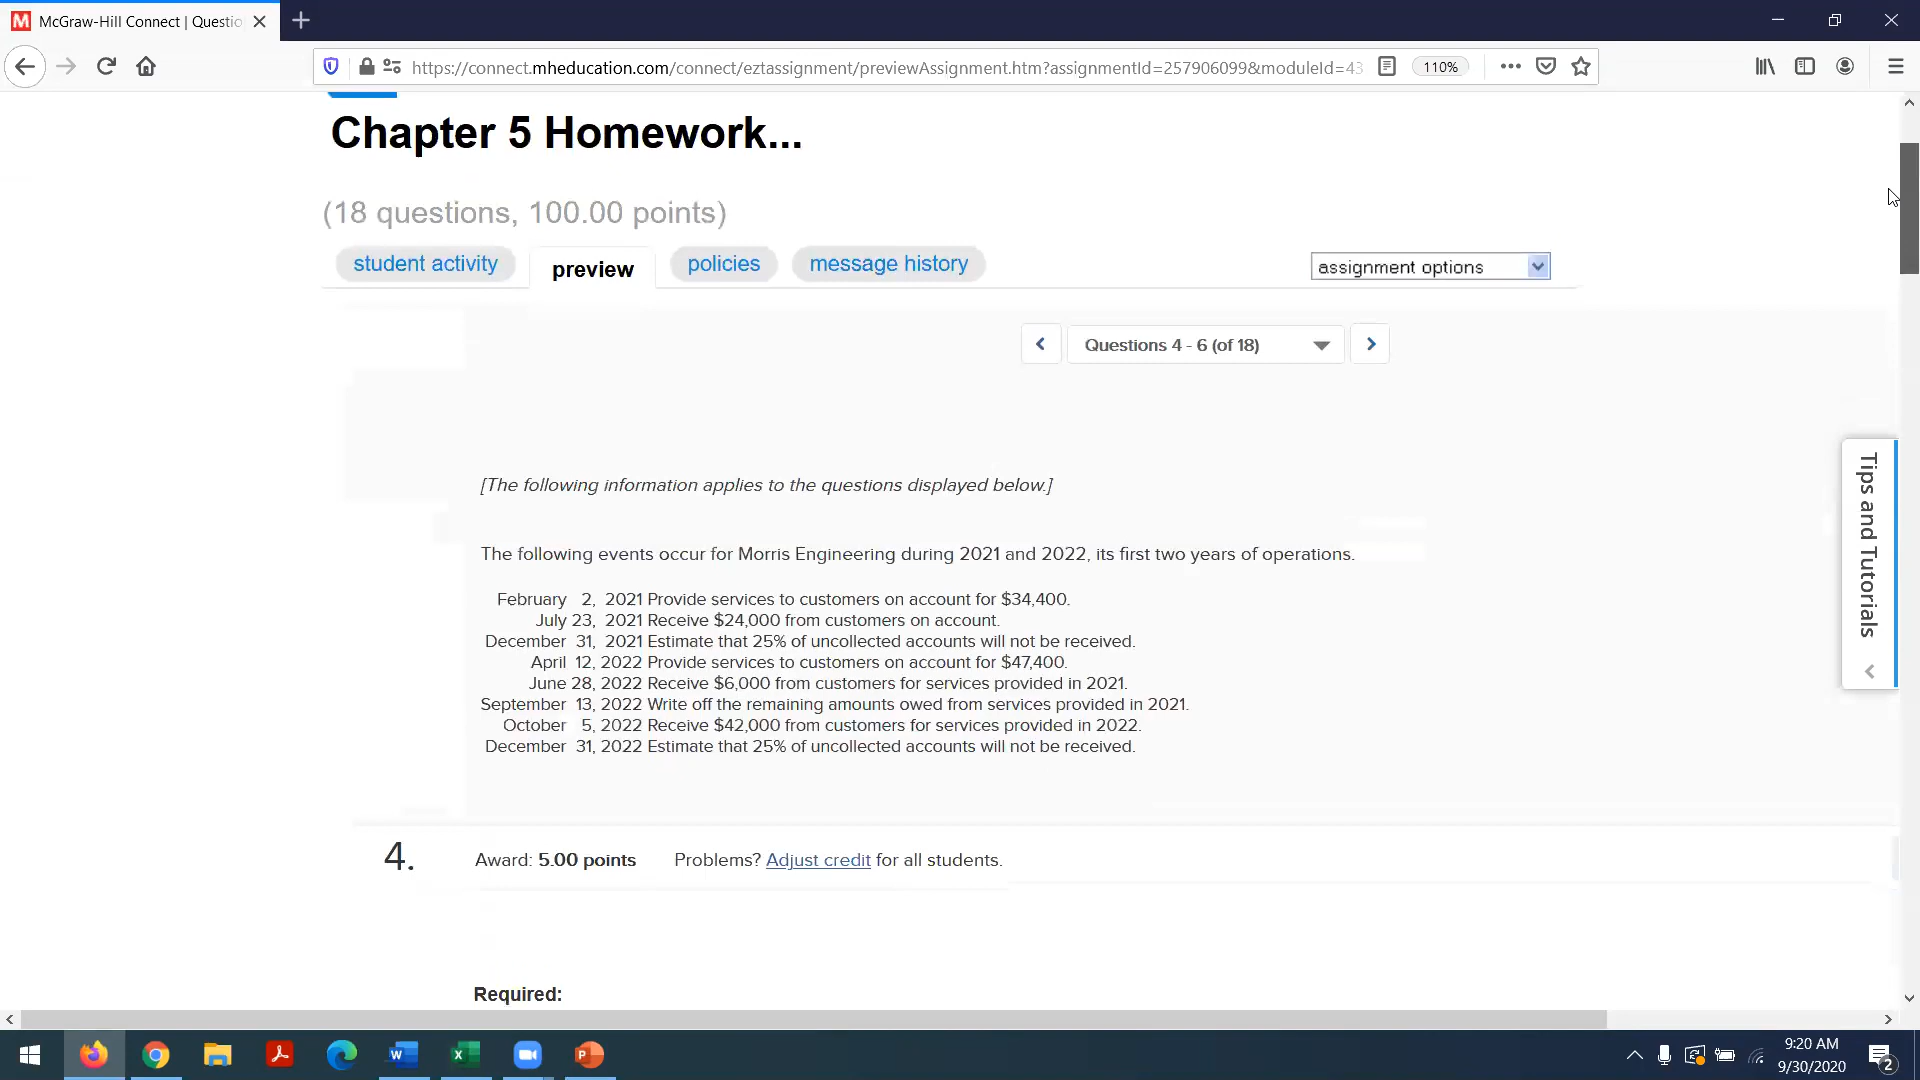 McGraw-Hill Connect | Questio
https://connect.mheducation.com/connect/eztassignment/previewAssignment.htm?assignmentId=257906099&moduleId=43
110%
Chapter 5 Homework...
(18 questions, 100.00 points)
student activity
preview
policies
message history
assignment options
Questions 4 - 6 (of 18)
[The following information applies to the questions displayed below.]
The following events occur for Morris Engineering during 2021 and 2022, its first two years of operations.
February 2, 2021 Provide services to customers on account for $34,400.
July 23, 2021 Receive $24,000 from customers on account.
December 31, 2021 Estimate that 25% of uncollected accounts will not be received.
April 12, 2022 Provide services to customers on account for $47,400.
June 28, 2022 Receive $6,000 from customers for services provided in 2021.
September 13, 2022 Write off the remaining amounts owed from services provided in 2021.
October 5, 2022 Receive $42,000 from customers for services provided in 2022.
December 31, 2022 Estimate that 25% of uncollected accounts will not be received.
Tips and Tutorials
4.
Award: 5.00 points
Problems? Adjust credit for all students.
Required:
9:20 AM
9/30/2020
2